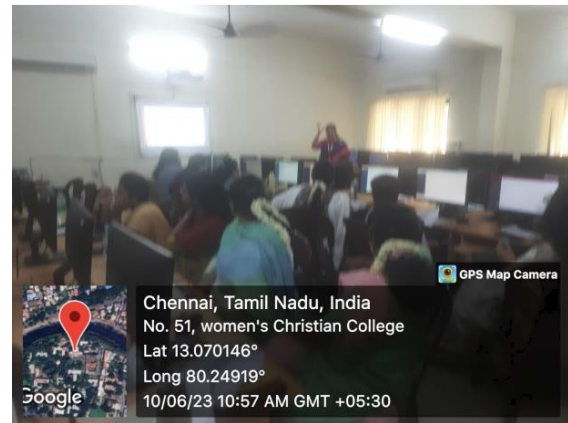 GPS Map Camera
Chennai, Tamil Nadu, India
No. 51, women's Christian College
Lat 13.070146°
Long 80.24919°
10/06/23 10:57 AM GMT +05:30
Google